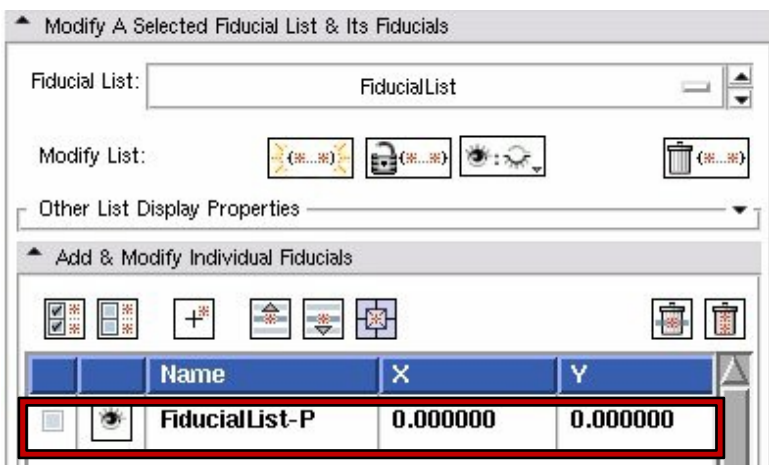 Modify A Selected Fiducial List & Its Fiducials
Fiducial List: FiducialList
Modify List:
Other List Display Properties
Add & Modify Individual Fiducials
Name X Y
FiducialList-P 0.000000 0.000000